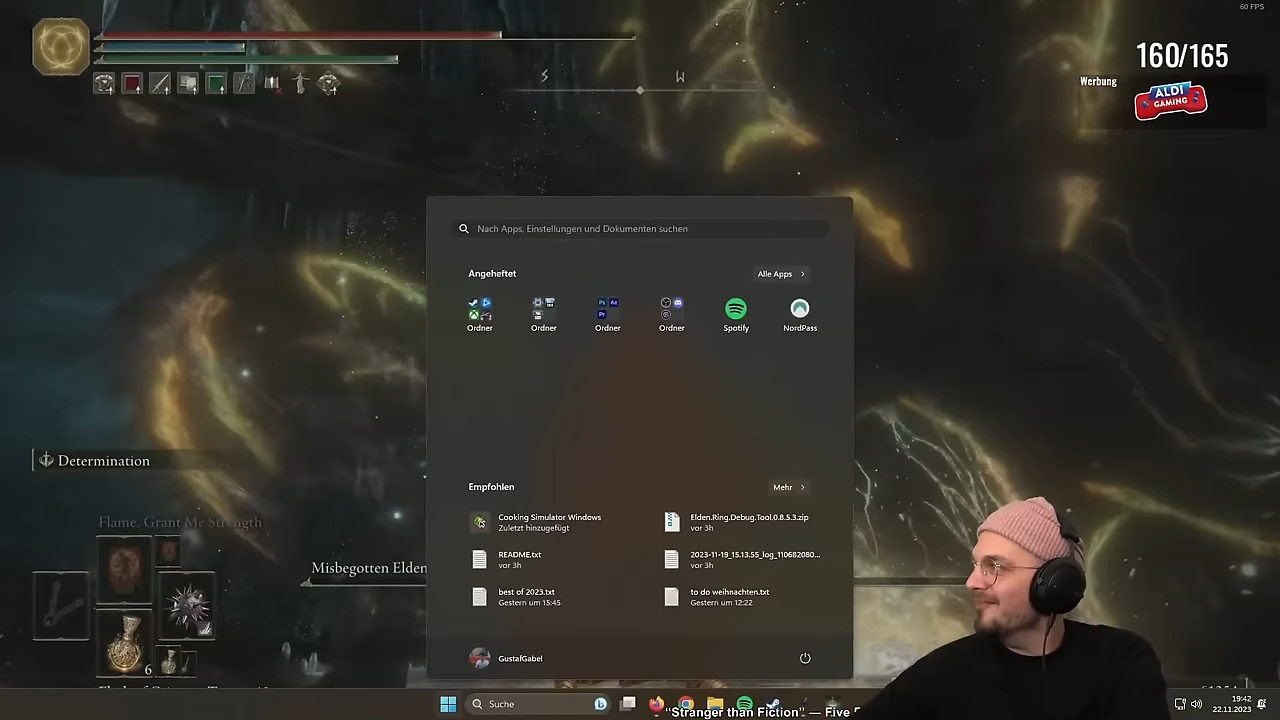 60 FPS
160/165
Werbung
ALDI
GAMING
S
W
Nach Apps, Einstellungen und Dokumenten suchen
Angeheftet
Alle Apps
Ps Ae
Pr
Ordner
Ordner
Ordner
Ordner
Spotify
NordPass
Determination
Flame, Grant Me Strength
Misbegotten Elden
6
Empfohlen
Mehr
Cooking Simulator Windows
Zuletzt hinzugefügt
Elden.Ring.Debug.Tool.0.8.5.3.zip
vor 3h
README.txt
vor 3h
2023-11-19_15.13.55_log_110682080...
vor 3h
best of 2023.txt
Gestern um 15:45
to do weihnachten.txt
Gestern um 12:22
GustafGabel
Suche
b
"Stranger than Fiction" — Five
19:42
22.11.2023